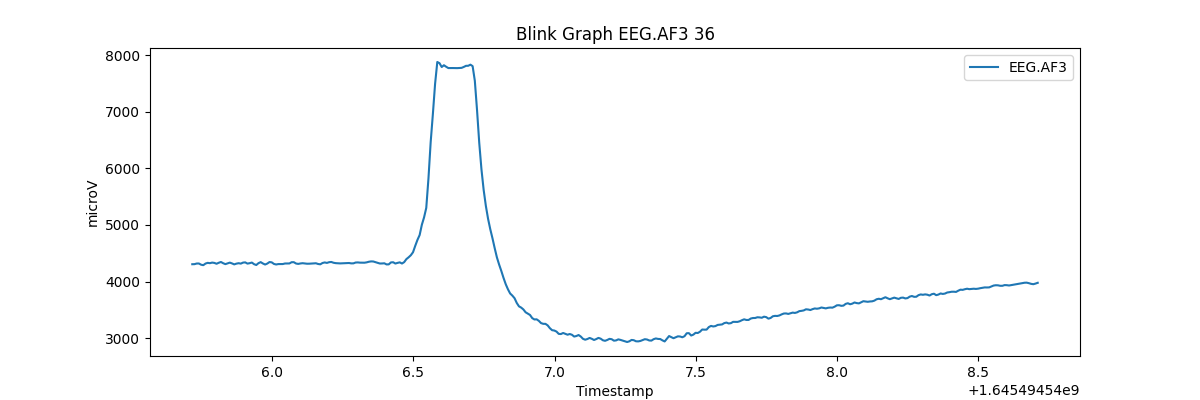 Blink Graph EEG.AF3 36
EEG.AF3
8000
7000
6000
5000
4000
3000
microV
6.0 6.5 7.0 7.5 8.0 8.5
Timestamp
+1.64549454e9